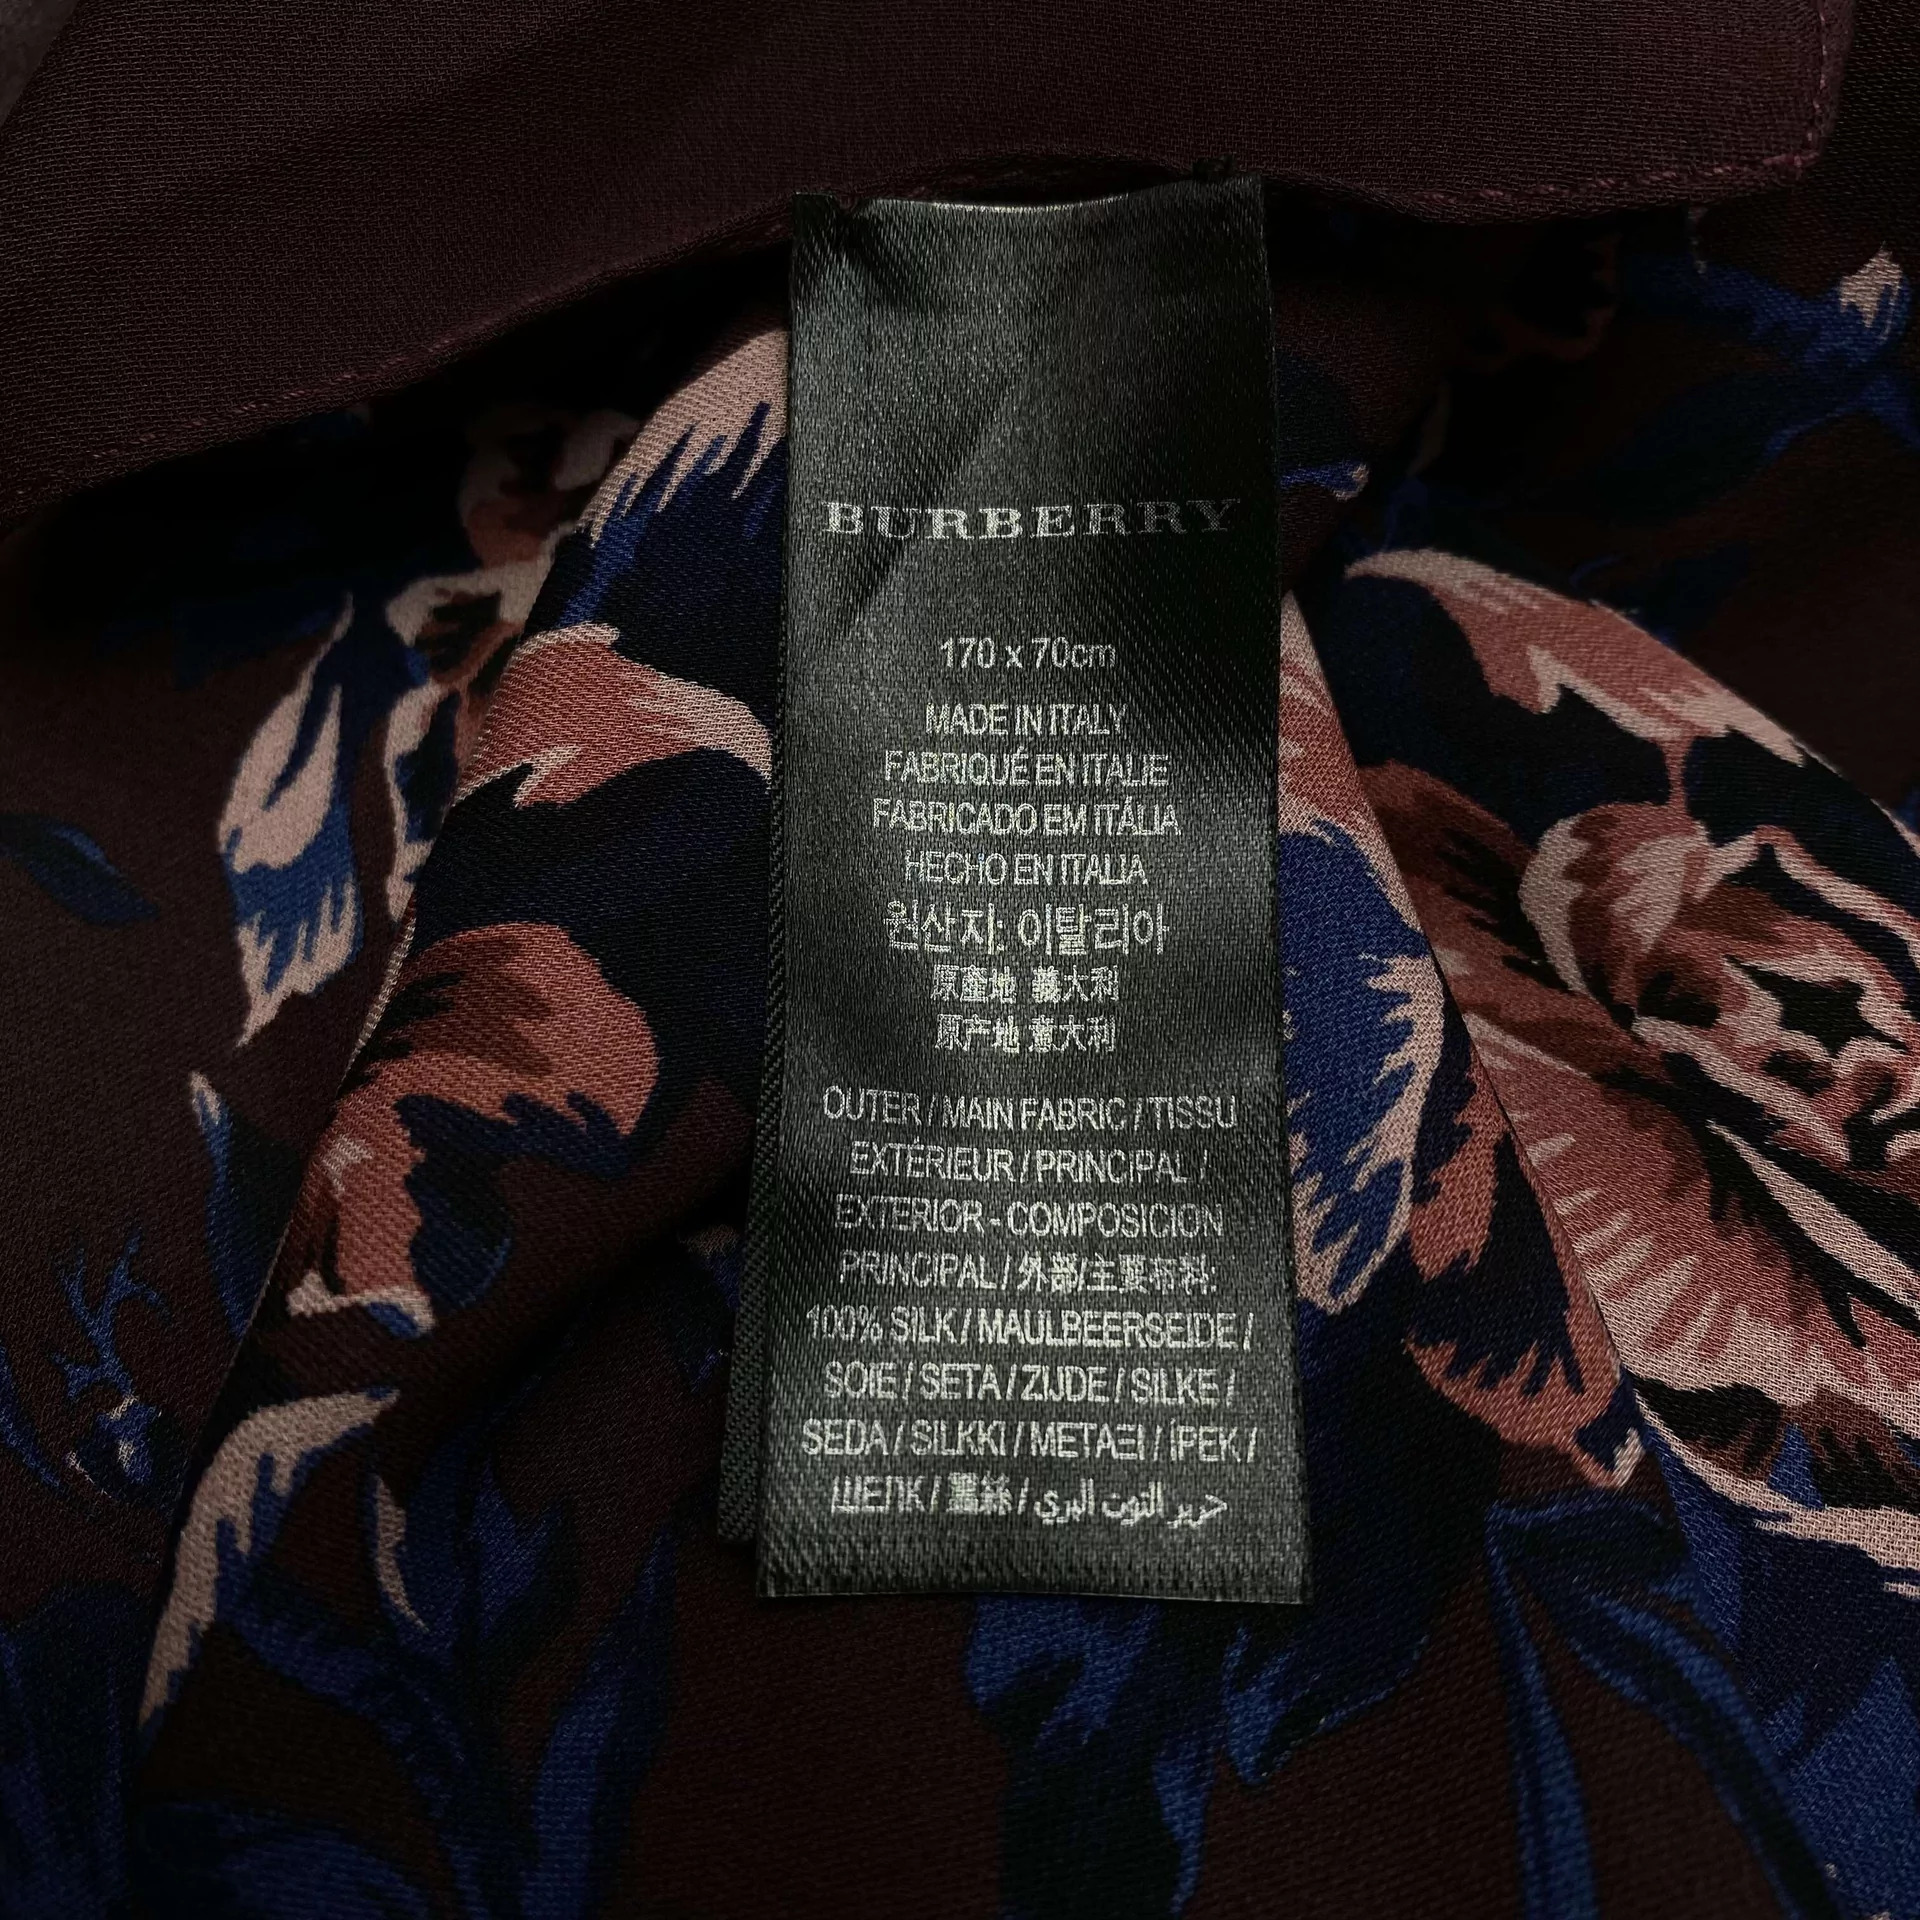 BURBERRY
170 x 70cm
MADE IN ITALY
FABRIQUÉ EN ITALIE
FABRICADO EM ITÁLIA
HECHO EN ITALIA
원산지: 이탈리아
原產地 義大利
原产地 意大利
OUTER / MAIN FABRIC / TISSU
EXTÉRIEUR / PRINCIPAL /
EXTERIOR - COMPOSICION
PRINCIPAL / 外部/主要布料:
100% SILK / MAULBEERSEIDE /
SOIE / SETA / ZIJDE / SILKE /
SEDA / SILKKI / ΜΕΤΑΞΙ / İPEK /
ШЕЛК / 蠶絲 / حرير التوت البري